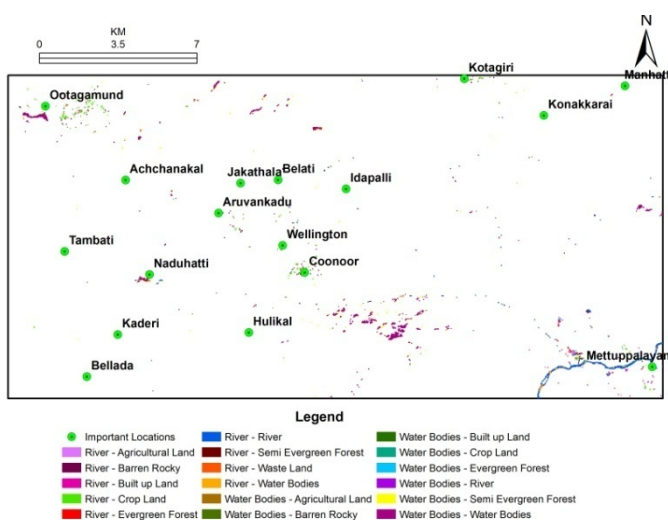 KM
0 3.5 7
N
Kotagiri
Manhatt
Ootagamund
Konakkarai
Achchanakal
Jakathala
Belati
Idapalli
Aruvankadu
Wellington
Tambati
Coonoor
Naduhatti
Kaderi
Hulikal
Mettuppalayam
Bellada
Legend
Important Locations
River - Agricultural Land
River - Barren Rocky
River - Built up Land
River - Crop Land
River - Evergreen Forest
River - River
River - Semi Evergreen Forest
River - Waste Land
River - Water Bodies
Water Bodies - Agricultural Land
Water Bodies - Barren Rocky
Water Bodies - Built up Land
Water Bodies - Crop Land
Water Bodies - Evergreen Forest
Water Bodies - River
Water Bodies - Semi Evergreen Forest
Water Bodies - Water Bodies